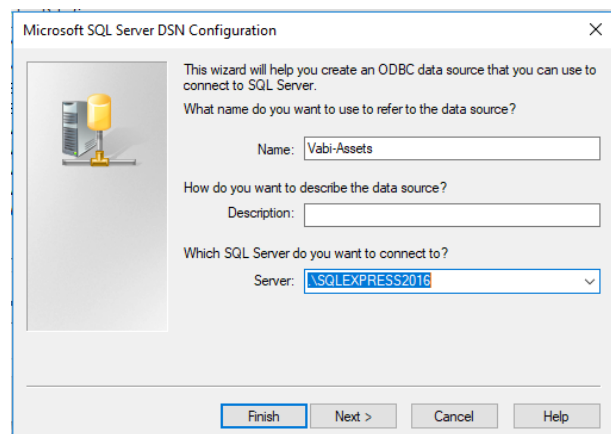 Microsoft SQL Server DSN Configuration
This wizard will help you create an ODBC data source that you can use to
connect to SQL Server.
What name do you want to use to refer to the data source?
Name: Vabi-Assets
How do you want to describe the data source?
Description:
Which SQL Server do you want to connect to?
Server: .\SQLEXPRESS2016
Finish Next > Cancel Help